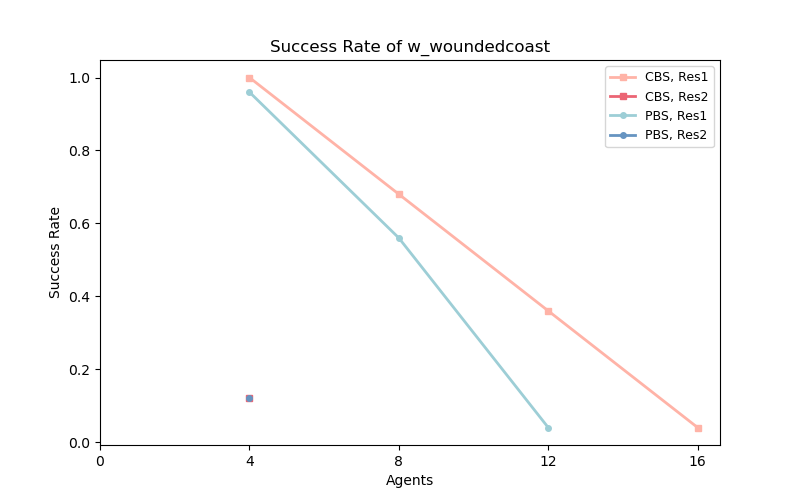 Success Rate of w_woundedcoast
CBS, Res1
CBS, Res2
PBS, Res1
PBS, Res2
Success Rate
1.0
0.8
0.6
0.4
0.2
0.0
0
4
8
12
16
Agents